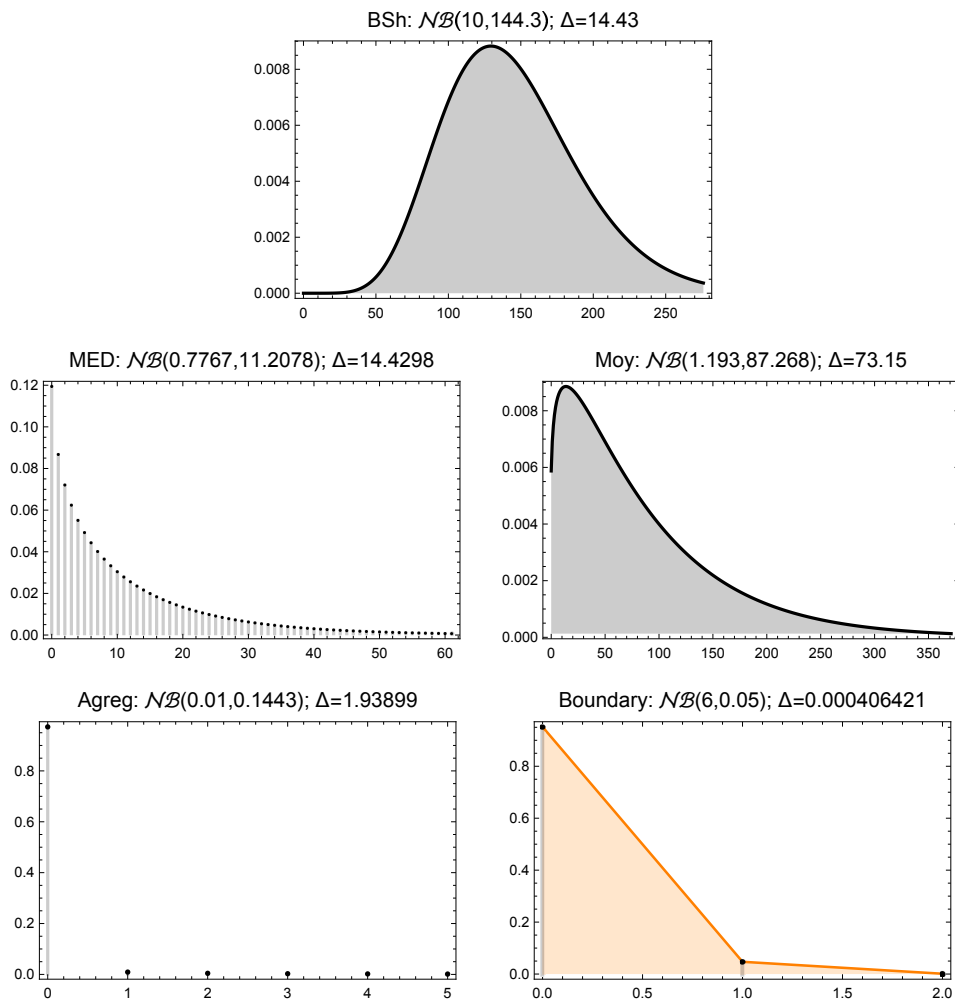 BSh: 𝒩ℬ(10,144.3); Δ=14.43
0.008
0.006
0.004
0.002
0.000
0 50 100 150 200 250
MED: 𝒩ℬ(0.7767,11.2078); Δ=14.4298
0.12
0.10
0.08
0.06
0.04
0.02
0.00
0 10 20 30 40 50 60
Moy: 𝒩ℬ(1.193,87.268); Δ=73.15
0.008
0.006
0.004
0.002
0.000
0 50 100 150 200 250 300 350
Agreg: 𝒩ℬ(0.01,0.1443); Δ=1.93899
0.8
0.6
0.4
0.2
0.0
0 1 2 3 4 5
Boundary: 𝒩ℬ(6,0.05); Δ=0.000406421
0.8
0.6
0.4
0.2
0.0
0.0 0.5 1.0 1.5 2.0